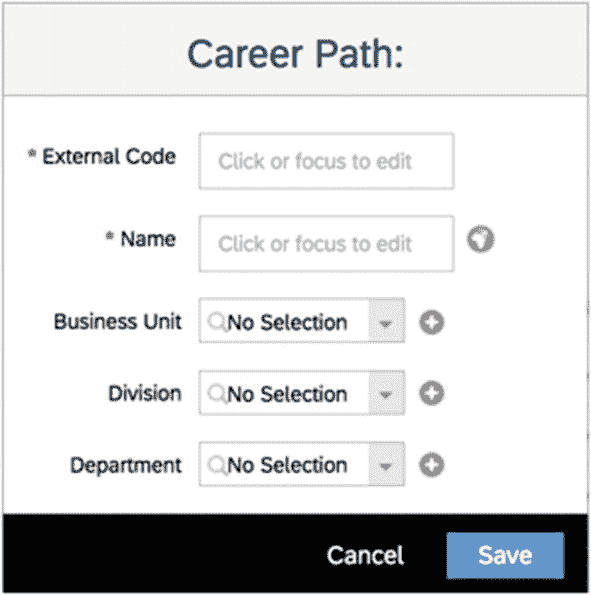 Career Path:
* External Code Click or focus to edit
* Name Click or focus to edit
Business Unit No Selection
Division No Selection
Department No Selection
Cancel Save